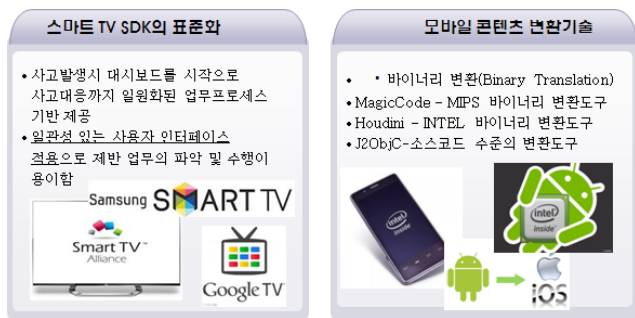 스마트 TV SDK의 표준화
• 사고발생시 대시보드를 시작으로
사고대응까지 일원화된 업무프로세스
기반 제공
• 일관성 있는 사용자 인터페이스
적용으로 제반 업무의 파악 및 수행이
용이함
Samsung SMART TV
Smart TV™
Alliance
Google TV
모바일 콘텐츠 변환기술
• • 바이너리 변환(Binary Translation)
• MagicCode – MIPS 바이너리 변환도구
• Houdini – INTEL 바이너리 변환도구
• J2ObjC-소스코드 수준의 변환도구
intel
inside
intel
inside
iOS